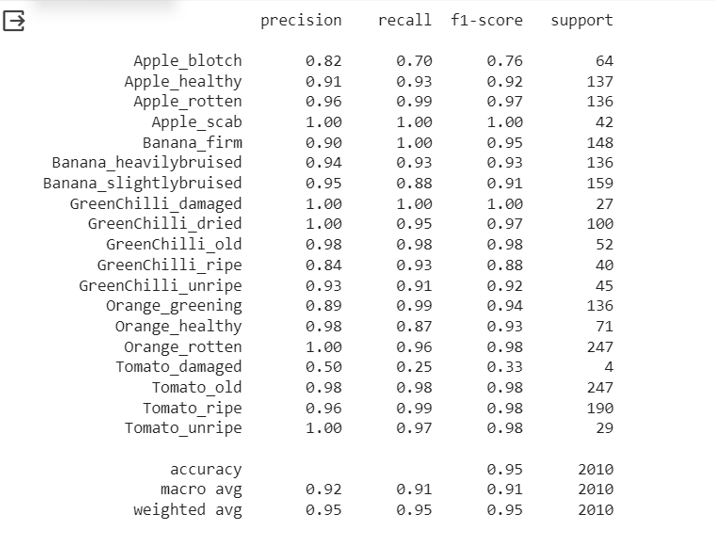 precision recall f1-score support
Apple_blotch 0.82 0.70 0.76 64
Apple_healthy 0.91 0.93 0.92 137
Apple_rotten 0.96 0.99 0.97 136
Apple_scab 1.00 1.00 1.00 42
Banana_firm 0.90 1.00 0.95 148
Banana_heavilybruised 0.94 0.93 0.93 136
Banana_slightlybruised 0.95 0.88 0.91 159
GreenChilli_damaged 1.00 1.00 1.00 27
GreenChilli_dried 1.00 0.95 0.97 100
GreenChilli_old 0.98 0.98 0.98 52
GreenChilli_ripe 0.84 0.93 0.88 40
GreenChilli_unripe 0.93 0.91 0.92 45
Orange_greening 0.89 0.99 0.94 136
Orange_healthy 0.98 0.87 0.93 71
Orange_rotten 1.00 0.96 0.98 247
Tomato_damaged 0.50 0.25 0.33 4
Tomato_old 0.98 0.98 0.98 247
Tomato_ripe 0.96 0.99 0.98 190
Tomato_unripe 1.00 0.97 0.98 29
accuracy 0.95 2010
macro avg 0.92 0.91 0.91 2010
weighted avg 0.95 0.95 0.95 2010